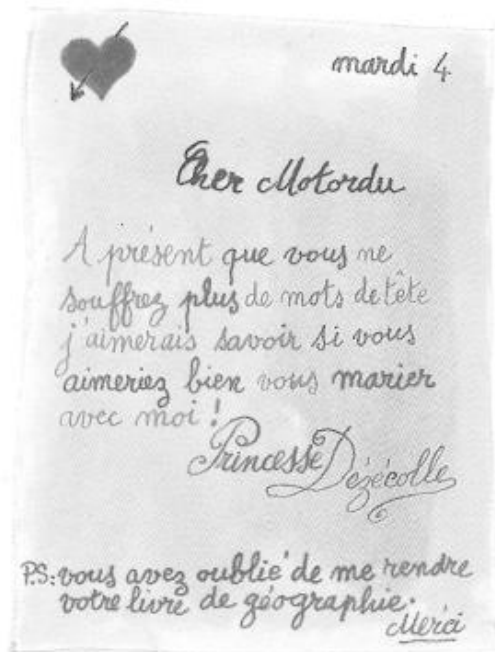 mardi 4
Cher Motordu
A présent que vous ne
souffrez plus de mots de tête
j'aimerais savoir si vous
aimeriez bien vous marier
avec moi !
Princesse Dézécolle
P.S: vous avez oublié de me rendre
votre livre de géographie.
Merci